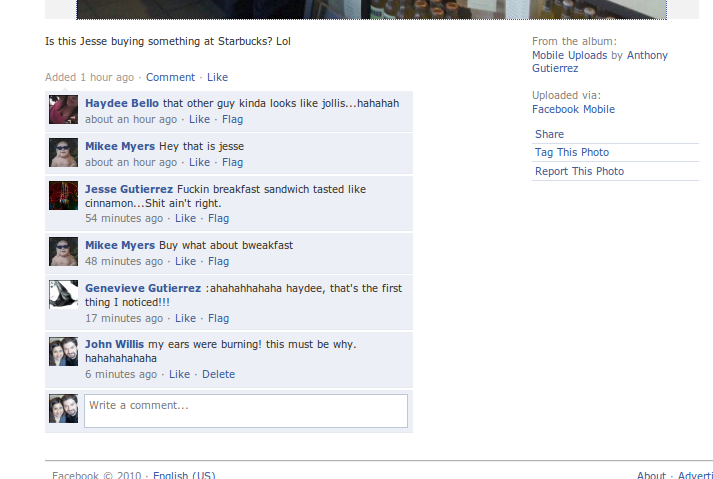 Is this Jesse buying something at Starbucks? Lol
Added 1 hour ago · Comment · Like
Haydee Bello that other guy kinda looks like jollis...hahahah
about an hour ago · Like · Flag
Mikee Myers Hey that is jesse
about an hour ago · Like · Flag
Jesse Gutierrez Fuckin breakfast sandwich tasted like
cinnamon...Shit ain't right.
54 minutes ago · Like · Flag
Mikee Myers Buy what about bweakfast
48 minutes ago · Like · Flag
Genevieve Gutierrez :ahahahhahaha haydee, that's the first
thing I noticed!!!
17 minutes ago · Like · Flag
John Willis my ears were burning! this must be why.
hahahahahaha
6 minutes ago · Like · Delete
Write a comment...
From the album:
Mobile Uploads by Anthony
Gutierrez
Uploaded via:
Facebook Mobile
Share
Tag This Photo
Report This Photo
Facebook © 2010 · English (US)
About · Adverti